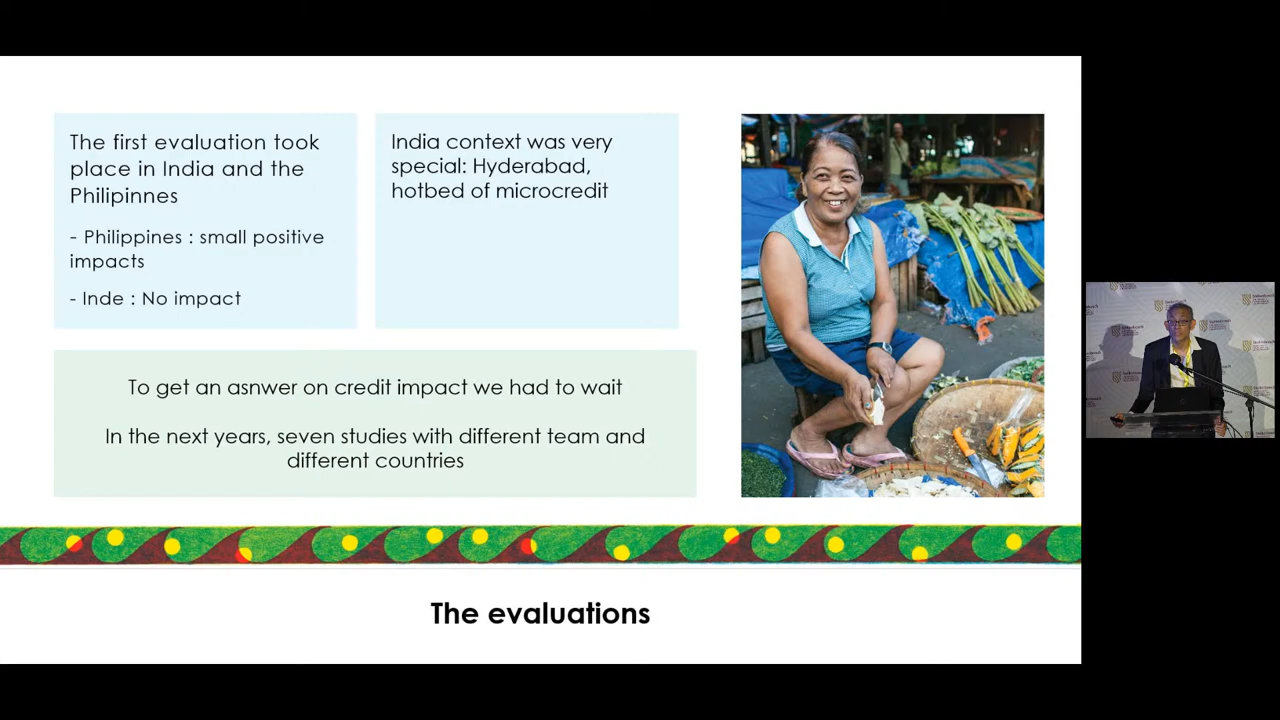 The first evaluation took
place in India and the
Philipinnes
- Philippines : small positive
impacts
- Inde : No impact
India context was very
special: Hyderabad,
hotbed of microcredit
To get an asnwer on credit impact we had to wait
In the next years, seven studies with different team and
different countries
The evaluations